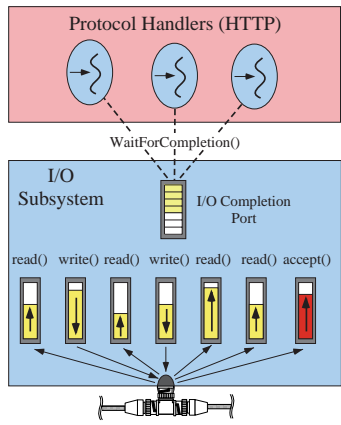 Protocol Handlers (HTTP)
WaitForCompletion()
I/O
Subsystem
I/O Completion
Port
read() write() read() write() read() read() accept()